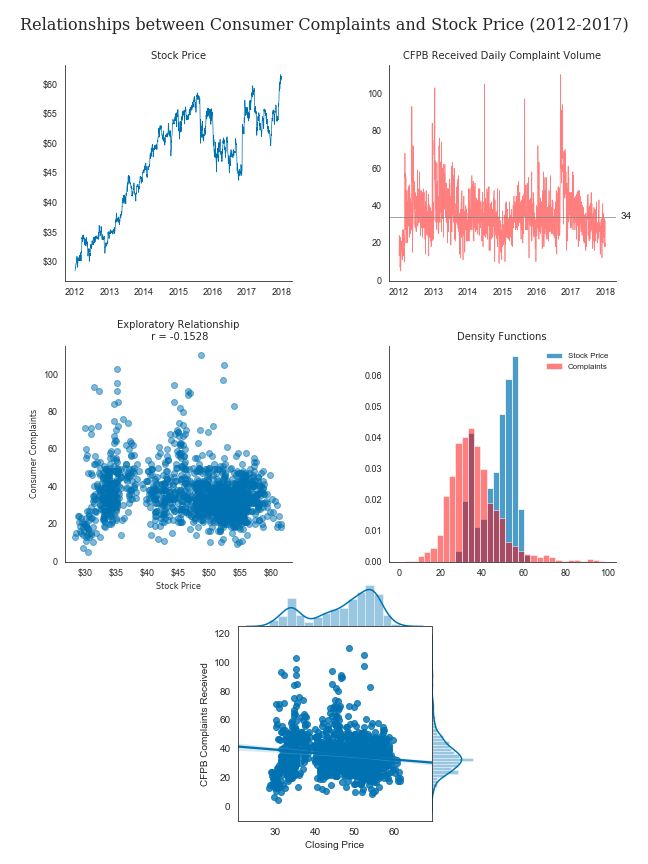 Relationships between Consumer Complaints and Stock Price (2012-2017)
Stock Price
$60
$55
$50
$45
$40
$35
$30
2012 2013 2014 2015 2016 2017 2018
CFPB Received Daily Complaint Volume
100
80
60
40
20
0
34
2012 2013 2014 2015 2016 2017 2018
Exploratory Relationship
r = -0.1528
Consumer Complaints
100
80
60
40
20
0
$30 $35 $40 $45 $50 $55 $60
Stock Price
Density Functions
Stock Price
Complaints
0.06
0.05
0.04
0.03
0.02
0.01
0.00
0 20 40 60 80 100
CFPB Complaints Received
120
100
80
60
40
20
0
30 40 50 60
Closing Price